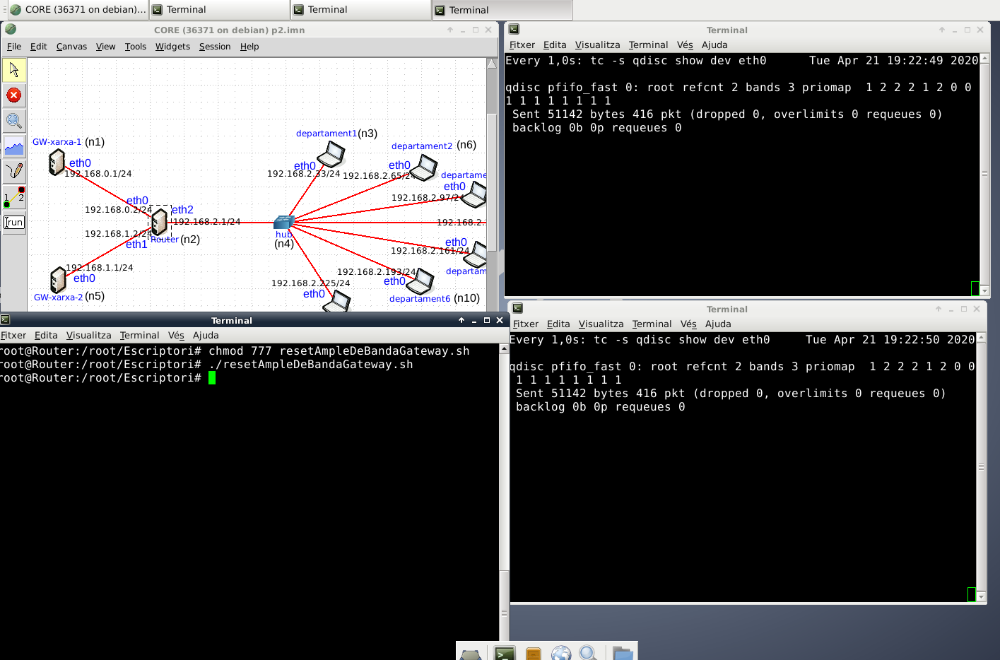 CORE (36371 on debian)...
Terminal
Terminal
Terminal
CORE (36371 on debian) p2.imn
File Edit Canvas View Tools Widgets Session Help
1 2
run
GW-xarxa-1 (n1)
eth0
192.168.0.1/24
eth0
192.168.0.2/24
eth2
192.168.2.1/24
192.168.1.2/24
eth1
Router (n2)
192.168.1.1/24
eth0
GW-xarxa-2 (n5)
hub
(n4)
departament1(n3)
eth0
192.168.2.33/24
departament2 (n6)
eth0
192.168.2.65/24
departame
eth0
192.168.2.97/24
192.168.2.
eth0
192.168.2.161/24
departam
192.168.2.193/24
eth0
departament6 (n10)
192.168.2.225/24
eth0
Terminal
Fitxer Edita Visualitza Terminal Vés Ajuda
Every 1,0s: tc -s qdisc show dev eth0 Tue Apr 21 19:22:49 2020
qdisc pfifo_fast 0: root refcnt 2 bands 3 priomap 1 2 2 2 1 2 0 0
1 1 1 1 1 1 1 1
Sent 51142 bytes 416 pkt (dropped 0, overlimits 0 requeues 0)
backlog 0b 0p requeues 0
Terminal
Fitxer Edita Visualitza Terminal Vés Ajuda
root@Router:/root/Escriptori# chmod 777 resetAmpleDeBandaGateway.sh
root@Router:/root/Escriptori# ./resetAmpleDeBandaGateway.sh
root@Router:/root/Escriptori#
Terminal
Fitxer Edita Visualitza Terminal Vés Ajuda
Every 1,0s: tc -s qdisc show dev eth0 Tue Apr 21 19:22:50 2020
qdisc pfifo_fast 0: root refcnt 2 bands 3 priomap 1 2 2 2 1 2 0 0
1 1 1 1 1 1 1 1
Sent 51142 bytes 416 pkt (dropped 0, overlimits 0 requeues 0)
backlog 0b 0p requeues 0